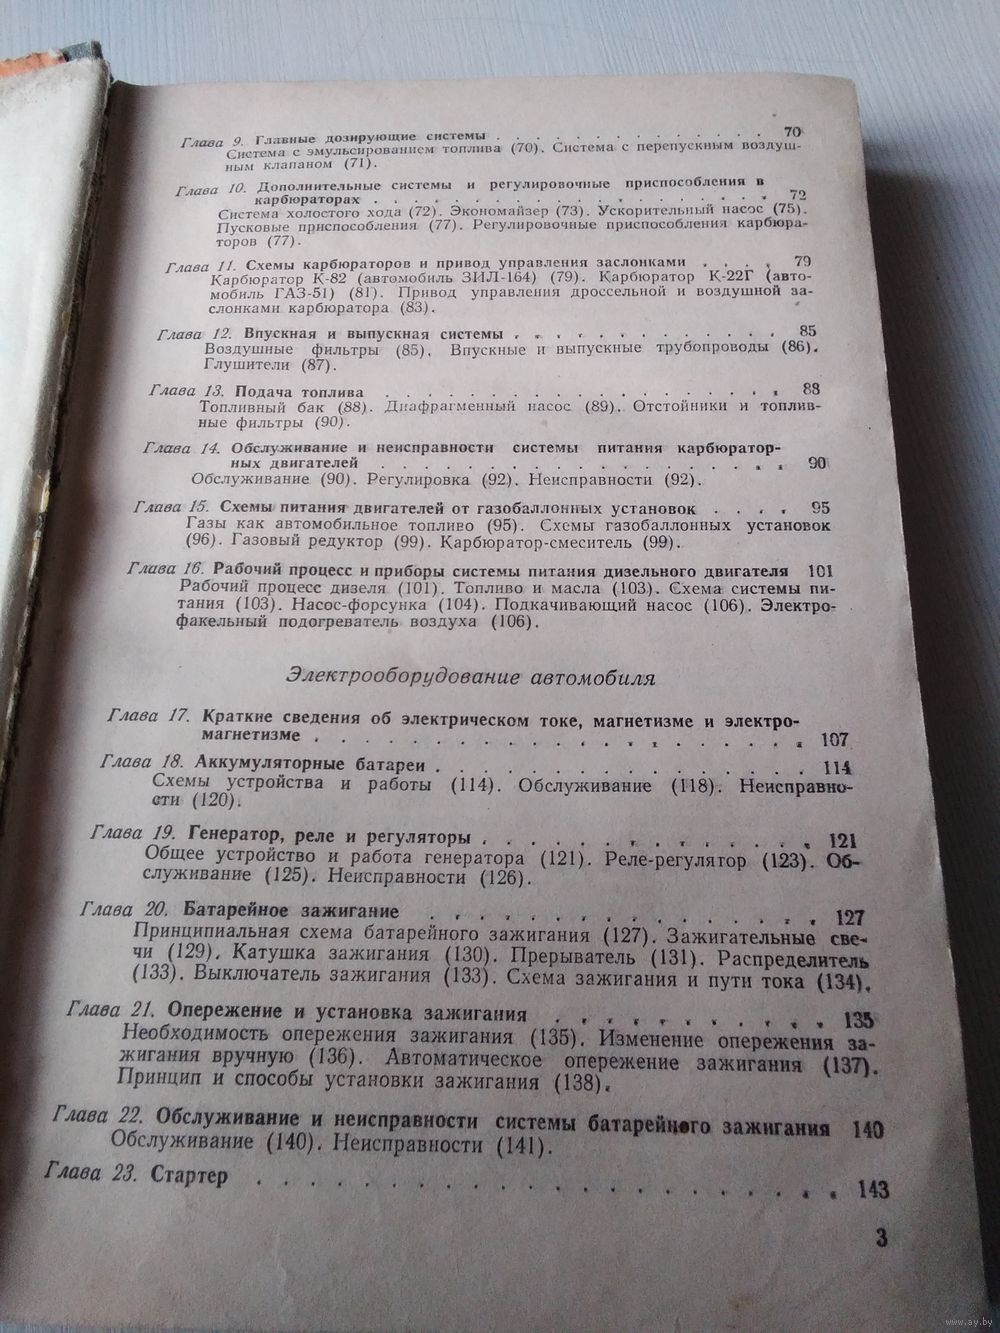 Глава 9. Главные дозирующие системы . . . . . . . . . . . . . . 70
Система с эмульсированием топлива (70). Система с перепускным воздуш-
ным клапаном (71).
Глава 10. Дополнительные системы и регулировочные приспособления в
карбюраторах . . . . . . . . . . . . . . . . . . . 72
Система холостого хода (72). Экономайзер (73). Ускорительный насос (75).
Пусковые приспособления (77). Регулировочные приспособления карбюра-
торов (77).
Глава 11. Схемы карбюраторов и привод управления заслонками . . . . 79
Карбюратор К-82 (автомобиль ЗИЛ-164) (79). Карбюратор К-22Г (авто-
мобиль ГАЗ-51) (81). Привод управления дроссельной и воздушной за-
слонками карбюратора (83).
Глава 12. Впускная и выпускная системы . . . . . . . . . . . . . 85
Воздушные фильтры (85). Впускные и выпускные трубопроводы (86).
Глушители (87).
Глава 13. Подача топлива . . . . . . . . . . . . . . . . . . 88
Топливный бак (88). Диафрагменный насос (89). Отстойники и топлив-
ные фильтры (90).
Глава 14. Обслуживание и неисправности системы питания карбюратор-
ных двигателей . . . . . . . . . . . . . . . . . . 90
Обслуживание (90). Регулировка (92). Неисправности (92).
Глава 15. Схемы питания двигателей от газобаллонных установок . . . . 95
Газы как автомобильное топливо (95). Схемы газобаллонных установок
(96). Газовый редуктор (99). Карбюратор-смеситель (99).
Глава 16. Рабочий процесс и приборы системы питания дизельного двигателя 101
Рабочий процесс дизеля (101). Топливо и масла (103). Схема системы пи-
тания (103). Насос-форсунка (104). Подкачивающий насос (106). Электро-
факельный подогреватель воздуха (106).
Электрооборудование автомобиля
Глава 17. Краткие сведения об электрическом токе, магнетизме и электро-
магнетизме . . . . . . . . . . . . . . . . . . . 107
Глава 18. Аккумуляторные батареи . . . . . . . . . . . . . . . . 114
Схемы устройства и работы (114). Обслуживание (118). Неисправно-
сти (120).
Глава 19. Генератор, реле и регуляторы . . . . . . . . . . . . . . 121
Общее устройство и работа генератора (121). Реле-регулятор (123). Об-
служивание (125). Неисправности (126).
Глава 20. Батарейное зажигание . . . . . . . . . . . . . . . . 127
Принципиальная схема батарейного зажигания (127). Зажигательные све-
чи (129). Катушка зажигания (130). Прерыватель (131). Распределитель
(133). Выключатель зажигания (133). Схема зажигания и пути тока (134).
Глава 21. Опережение и установка зажигания . . . . . . . . . . . 135
Необходимость опережения зажигания (135). Изменение опережения за-
жигания вручную (136). Автоматическое опережение зажигания (137).
Принцип и способы установки зажигания (138).
Глава 22. Обслуживание и неисправности системы батарейного зажигания 140
Обслуживание (140). Неисправности (141).
Глава 23. Стартер . . . . . . . . . . . . . . . . . . . . . . 143
3
www.ay.by